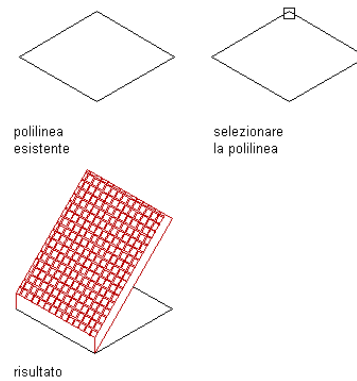 polilinea
esistente
selezionare
la polilinea
risultato